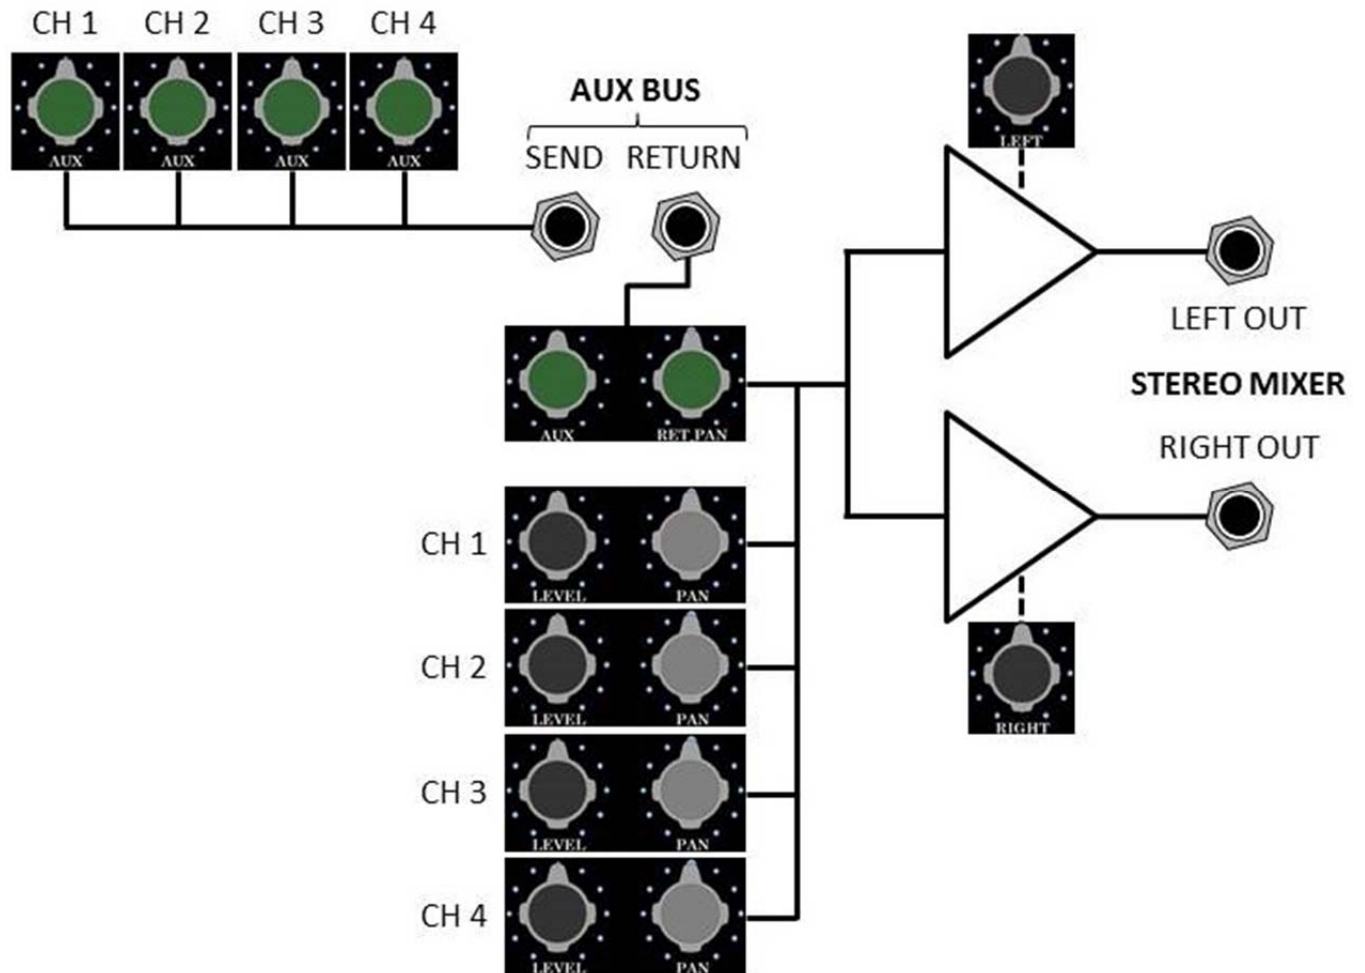 CH 1 CH 2 CH 3 CH 4
AUX AUX AUX AUX
AUX BUS
SEND RETURN
LEFT
LEFT OUT
STEREO MIXER
RIGHT OUT
AUX RET.PAN
CH 1
LEVEL PAN
CH 2
LEVEL PAN
CH 3
LEVEL PAN
CH 4
LEVEL PAN
RIGHT